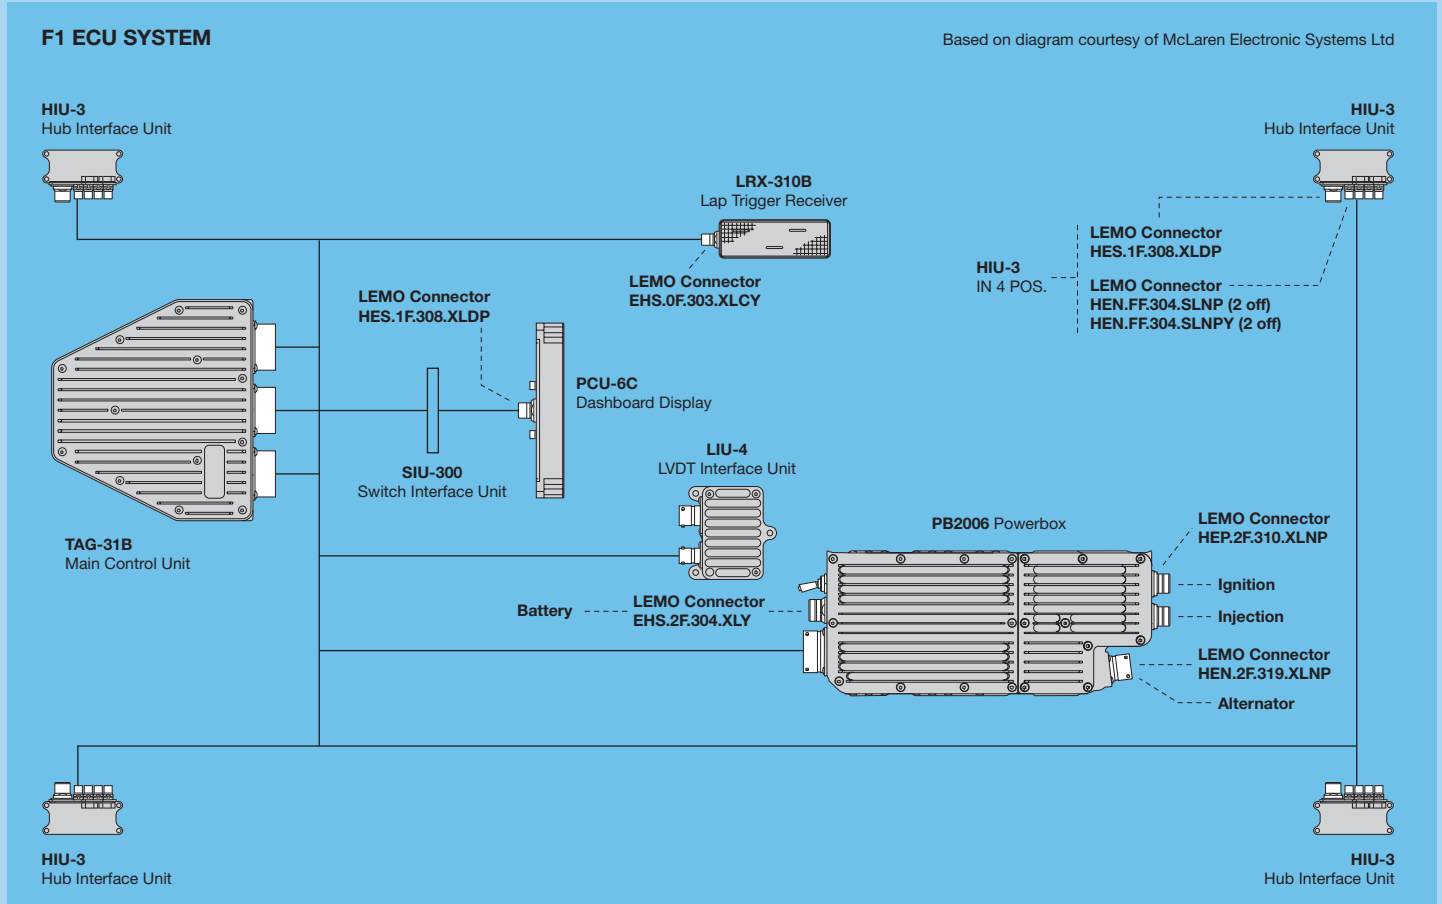 F1 ECU SYSTEM
Based on diagram courtesy of McLaren Electronic Systems Ltd
HIU-3
Hub Interface Unit
HIU-3
Hub Interface Unit
LRX-310B
Lap Trigger Receiver
LEMO Connector
EHS.0F.303.XLCY
HIU-3
IN 4 POS.
LEMO Connector
HES.1F.308.XLDP
LEMO Connector
HEN.FF.304.SLNP (2 off)
HEN.FF.304.SLNPY (2 off)
LEMO Connector
HES.1F.308.XLDP
PCU-6C
Dashboard Display
SIU-300
Switch Interface Unit
LIU-4
LVDT Interface Unit
TAG-31B
Main Control Unit
PB2006 Powerbox
LEMO Connector
HEP.2F.310.XLNP
Ignition
Injection
Battery
LEMO Connector
EHS.2F.304.XLY
LEMO Connector
HEN.2F.319.XLNP
Alternator
HIU-3
Hub Interface Unit
HIU-3
Hub Interface Unit